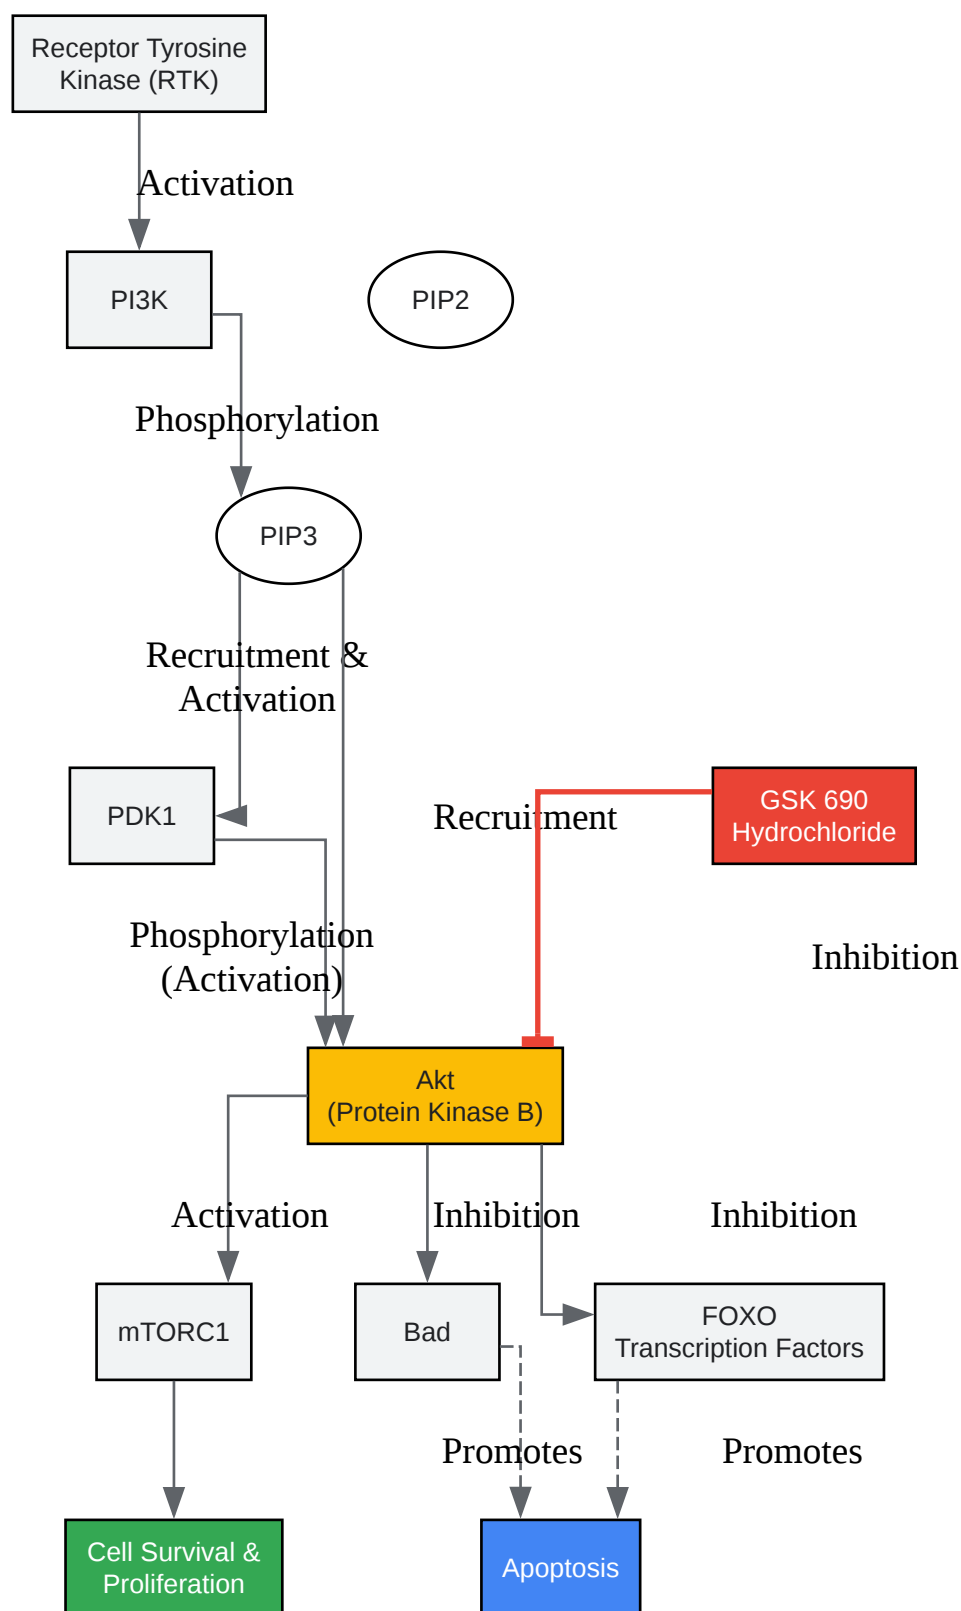 Receptor Tyrosine
Kinase (RTK)
Activation
PI3K
PIP2
Phosphorylation
PIP3
Recruitment &
Activation
PDK1
Recruitment
GSK 690
Hydrochloride
Phosphorylation
(Activation)
Inhibition
Akt
(Protein Kinase B)
Activation
Inhibition
Inhibition
mTORC1
Bad
FOXO
Transcription Factors
Promotes
Promotes
Cell Survival &
Proliferation
Apoptosis